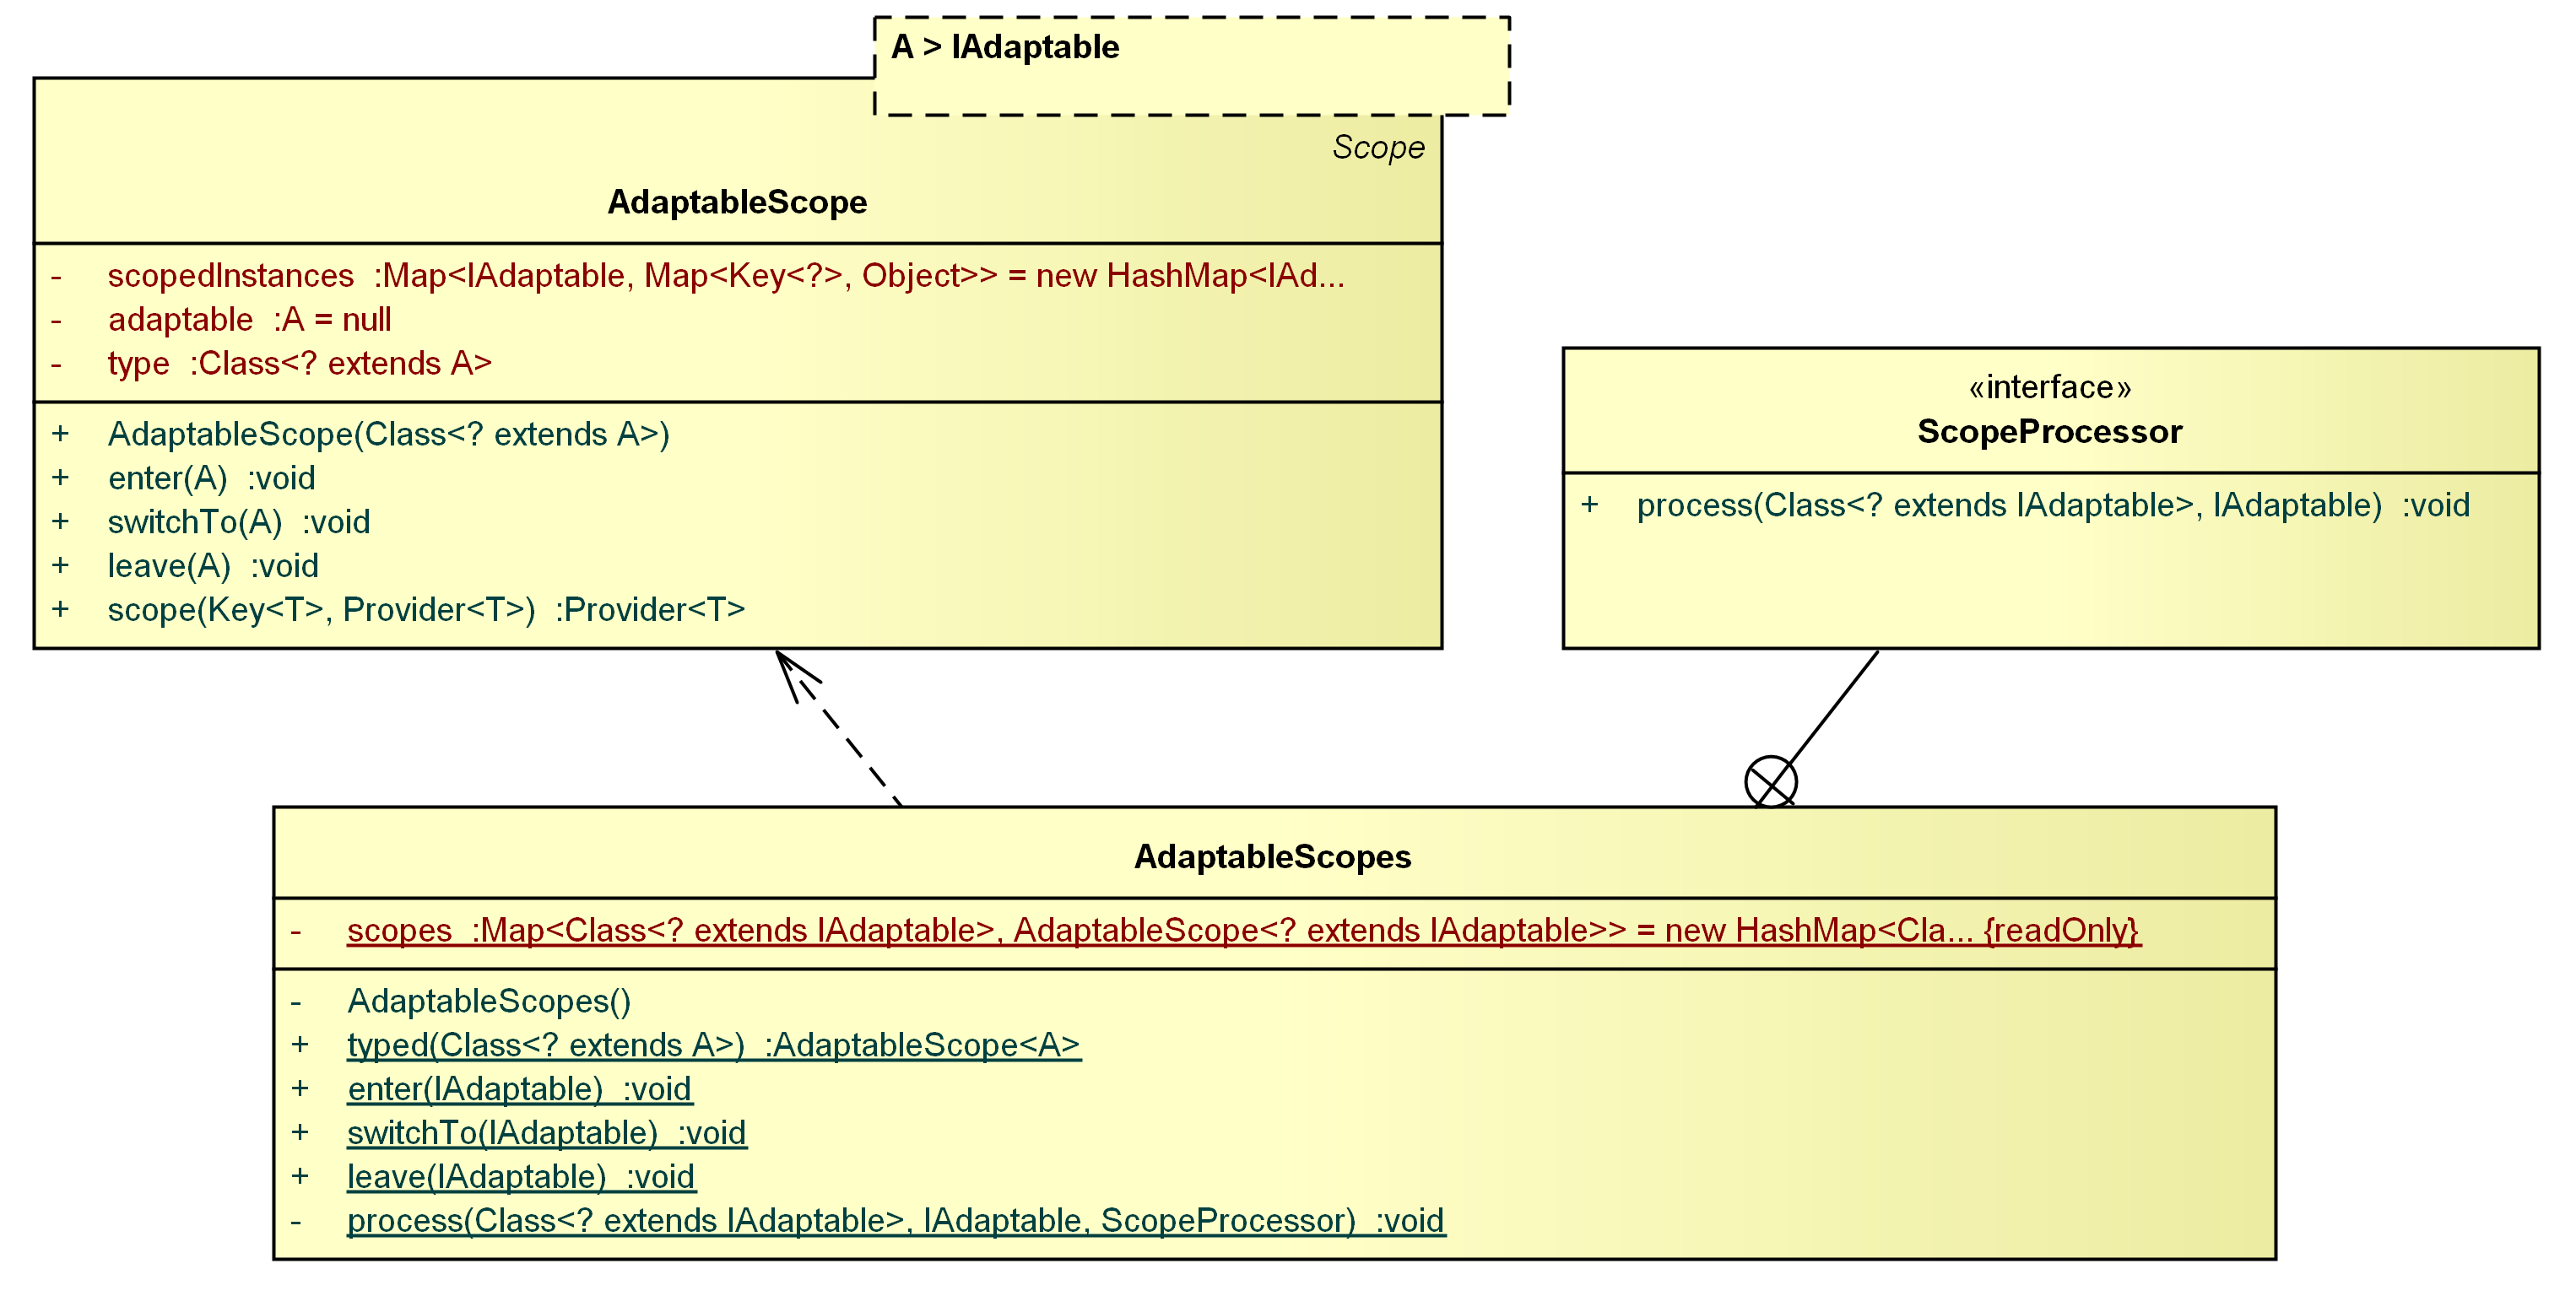 A > IAdaptable
Scope
AdaptableScope
- scopedInstances :Map<IAdaptable, Map<Key<?>, Object>> = new HashMap<IAd...
- adaptable :A = null
- type :Class<? extends A>
+ AdaptableScope(Class<? extends A>)
+ enter(A) :void
+ switchTo(A) :void
+ leave(A) :void
+ scope(Key<T>, Provider<T>) :Provider<T>
«interface»
ScopeProcessor
+ process(Class<? extends IAdaptable>, IAdaptable) :void
AdaptableScopes
- scopes :Map<Class<? extends IAdaptable>, AdaptableScope<? extends IAdaptable>> = new HashMap<Cla... {readOnly}
- AdaptableScopes()
+ typed(Class<? extends A>) :AdaptableScope<A>
+ enter(IAdaptable) :void
+ switchTo(IAdaptable) :void
+ leave(IAdaptable) :void
- process(Class<? extends IAdaptable>, IAdaptable, ScopeProcessor) :void